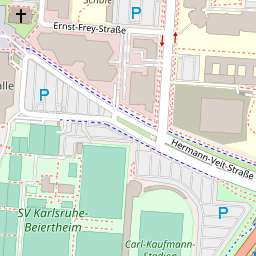 Schule
Ernst-Frey-Straße
P
P
Hermann-Veit-Straße
SV Karlsruhe-
Beiertheim
P
Carl-Kaufmann-
Stadion